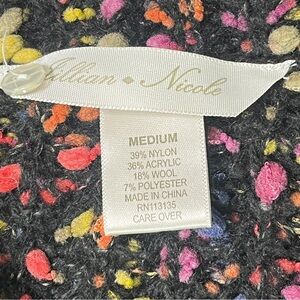 Jillian ♦ Nicole
MEDIUM
39% NYLON
36% ACRYLIC
18% WOOL
7% POLYESTER
MADE IN CHINA
RN113135
CARE OVER